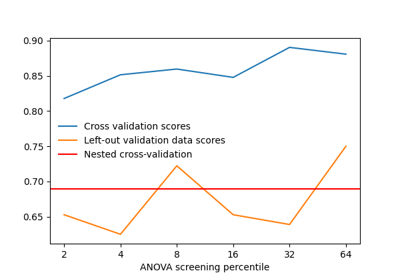 0.90
0.85
0.80
0.75
0.70
0.65
Cross validation scores
Left-out validation data scores
Nested cross-validation
2 4 8 16 32 64
ANOVA screening percentile